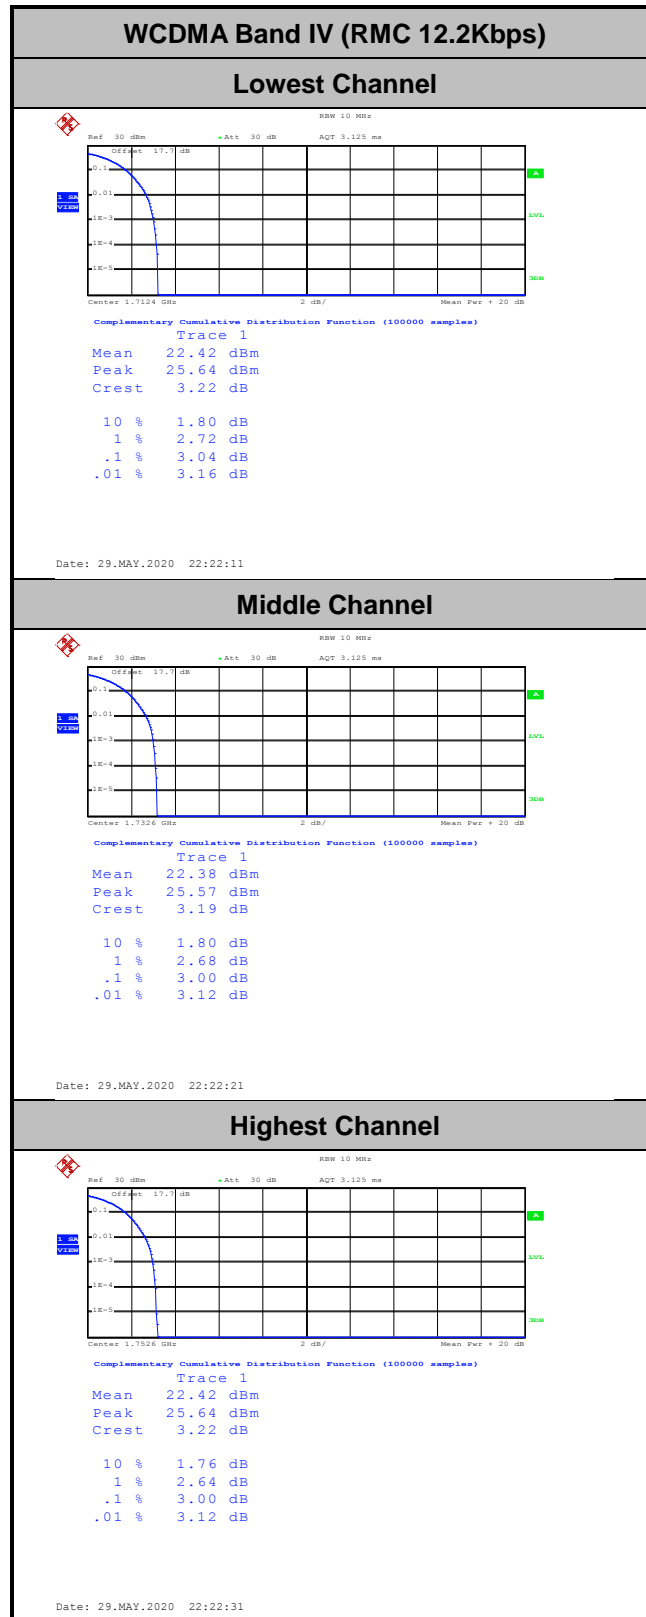 WCDMA Band IV (RMC 12.2Kbps)
Lowest Channel
RBW 10 MHz
Ref 30 dBm *Att 30 dB AQT 3.125 ms
Offset 17.7 dB
0.1
0.01
1E-3
1E-4
1E-5
1 SA
VIEW
A
LVL
3DB
Center 1.7124 GHz 2 dB/ Mean Pwr + 20 dB
Complementary Cumulative Distribution Function (100000 samples)
Trace 1
Mean 22.42 dBm
Peak 25.64 dBm
Crest 3.22 dB
10 % 1.80 dB
1 % 2.72 dB
.1 % 3.04 dB
.01 % 3.16 dB
Date: 29.MAY.2020 22:22:11
Middle Channel
RBW 10 MHz
Ref 30 dBm *Att 30 dB AQT 3.125 ms
Offset 17.7 dB
0.1
0.01
1E-3
1E-4
1E-5
1 SA
VIEW
A
LVL
3DB
Center 1.7326 GHz 2 dB/ Mean Pwr + 20 dB
Complementary Cumulative Distribution Function (100000 samples)
Trace 1
Mean 22.38 dBm
Peak 25.57 dBm
Crest 3.19 dB
10 % 1.80 dB
1 % 2.68 dB
.1 % 3.00 dB
.01 % 3.12 dB
Date: 29.MAY.2020 22:22:21
Highest Channel
RBW 10 MHz
Ref 30 dBm *Att 30 dB AQT 3.125 ms
Offset 17.7 dB
0.1
0.01
1E-3
1E-4
1E-5
1 SA
VIEW
A
LVL
3DB
Center 1.7526 GHz 2 dB/ Mean Pwr + 20 dB
Complementary Cumulative Distribution Function (100000 samples)
Trace 1
Mean 22.42 dBm
Peak 25.64 dBm
Crest 3.22 dB
10 % 1.76 dB
1 % 2.64 dB
.1 % 3.00 dB
.01 % 3.12 dB
Date: 29.MAY.2020 22:22:31